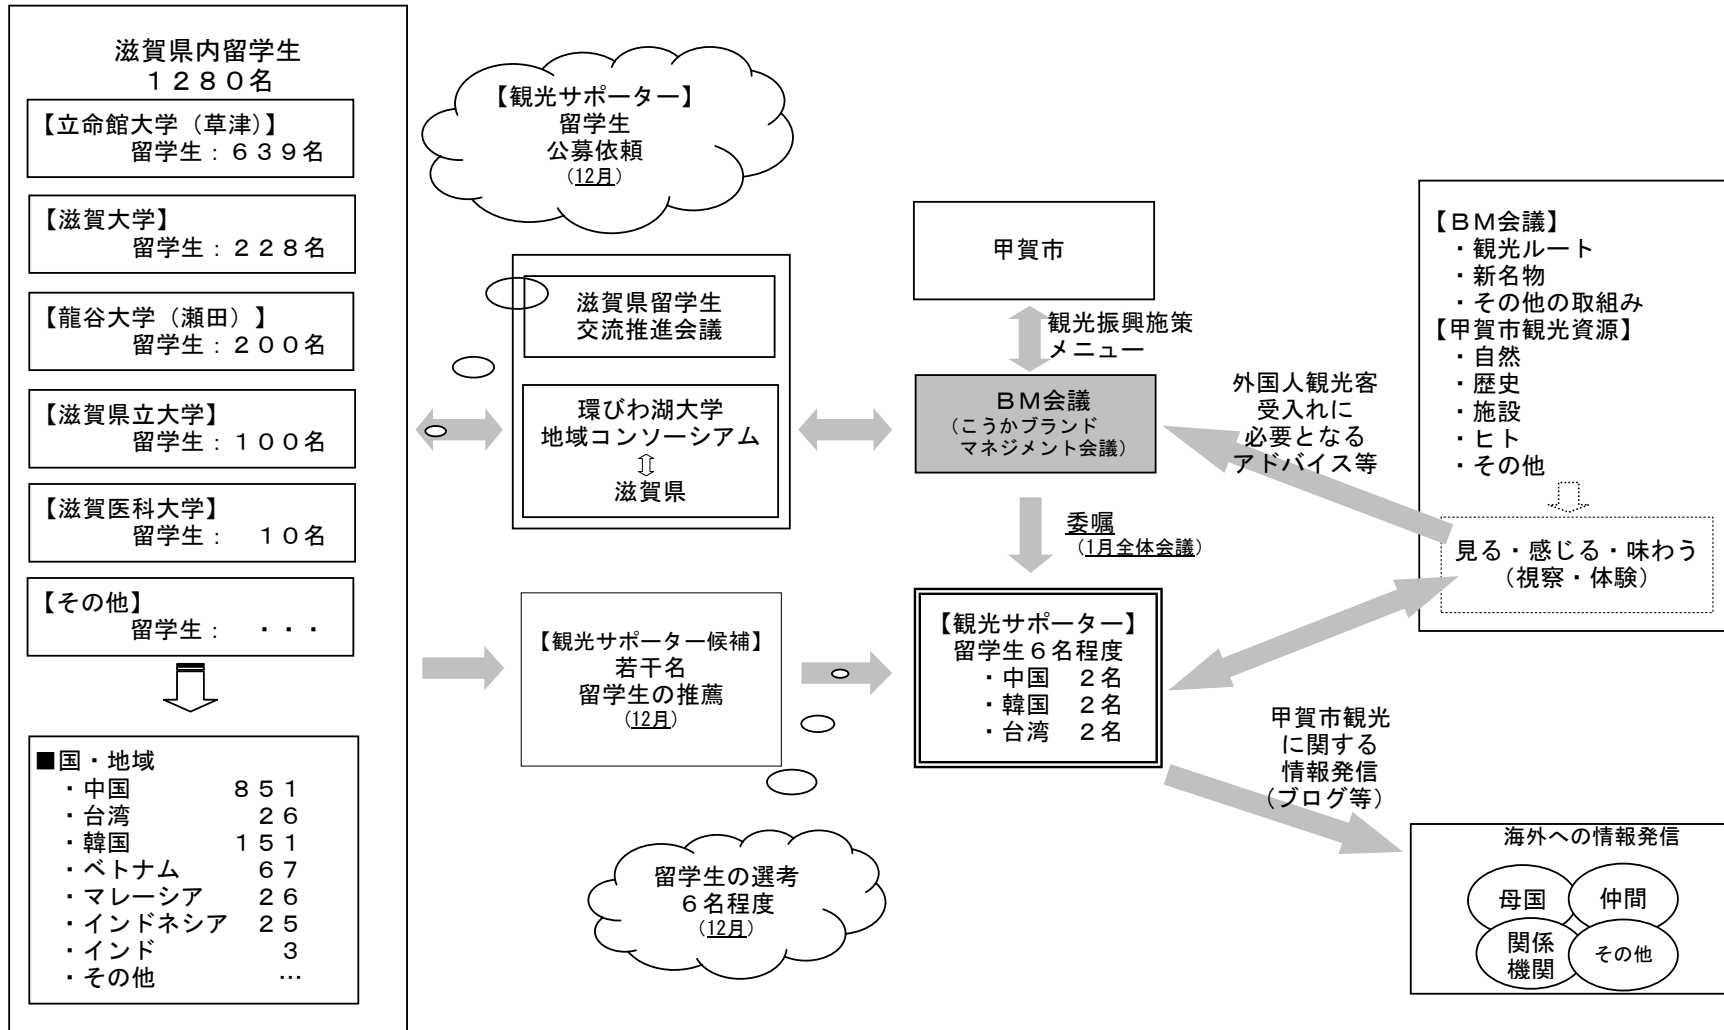 滋賀県内留学生
１２８０名
【立命館大学（草津）】
留学生：６３９名
【滋賀大学】
留学生：２２８名
【龍谷大学（瀬田）】
留学生：２００名
【滋賀県立大学】
留学生：１００名
【滋賀医科大学】
留学生：　１０名
【その他】
留学生：　・・・
■国・地域
・中国　８５１
・台湾　２６
・韓国　１５１
・ベトナム　６７
・マレーシア　２６
・インドネシア　２５
・インド　３
・その他　…
【観光サポーター】
留学生
公募依頼
（12月）
滋賀県留学生
交流推進会議
環びわ湖大学
地域コンソーシアム
滋賀県
【観光サポーター候補】
若干名
留学生の推薦
（12月）
留学生の選考
６名程度
（12月）
甲賀市
観光振興施策
メニュー
ＢＭ会議
（こうかブランド
マネジメント会議）
委嘱
（1月全体会議）
【観光サポーター】
留学生６名程度
・中国　２名
・韓国　２名
・台湾　２名
外国人観光客
受入れに
必要となる
アドバイス等
甲賀市観光
に関する
情報発信
（ブログ等）
【ＢＭ会議】
・観光ルート
・新名物
・その他の取組み
【甲賀市観光資源】
・自然
・歴史
・施設
・ヒト
・その他
見る・感じる・味わう
（視察・体験）
海外への情報発信
母国
仲間
関係
機関
その他